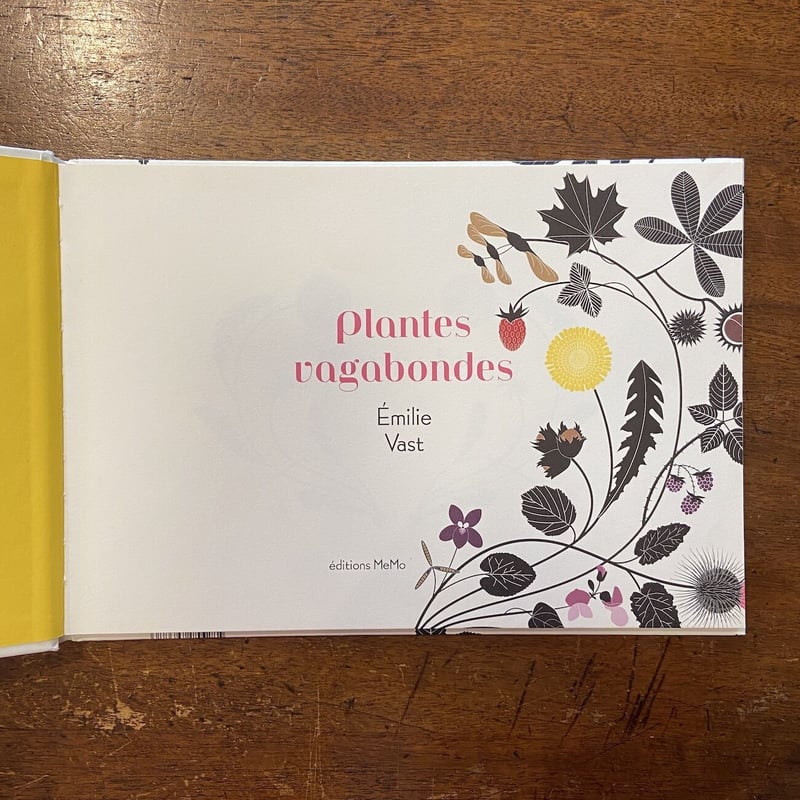 plantes
vagabondes
Émilie
Vast
éditions MeMo